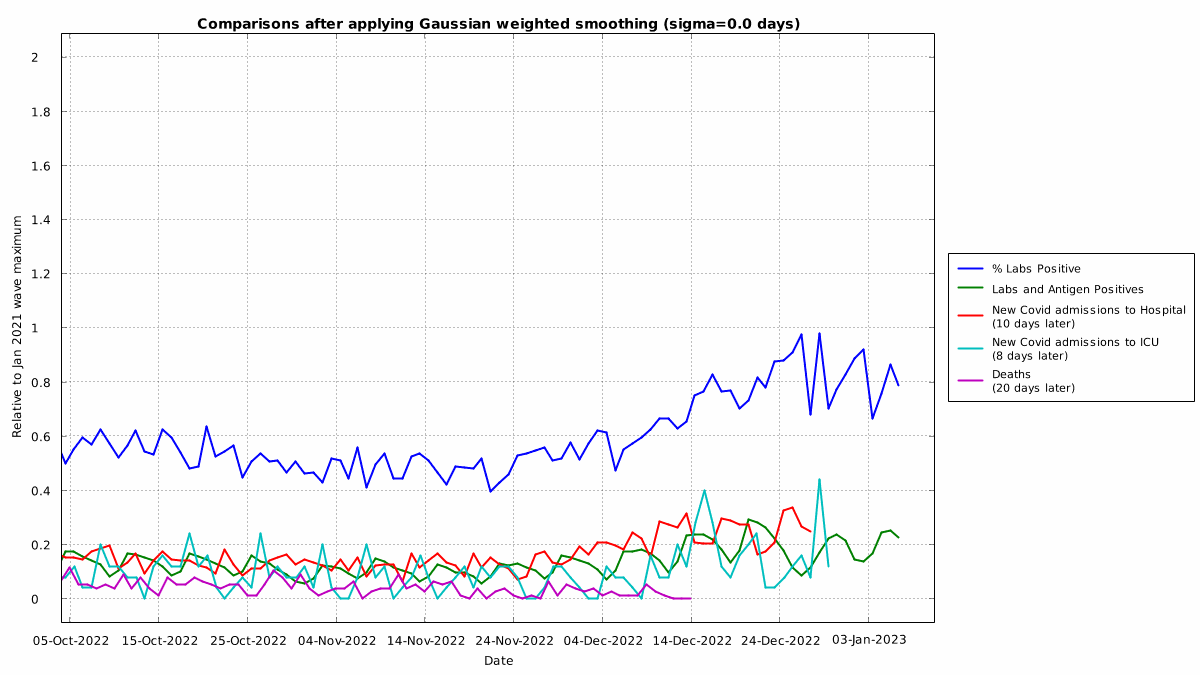 Comparisons after applying Gaussian weighted smoothing (sigma=0.0 days)
Relative to Jan 2021 wave maximum
2
1.8
1.6
1.4
1.2
1
0.8
0.6
0.4
0.2
0
05-Oct-2022 15-Oct-2022 25-Oct-2022 04-Nov-2022 14-Nov-2022 24-Nov-2022 04-Dec-2022 14-Dec-2022 24-Dec-2022 03-Jan-2023
Date
% Labs Positive
Labs and Antigen Positives
New Covid admissions to Hospital
(10 days later)
New Covid admissions to ICU
(8 days later)
Deaths
(20 days later)